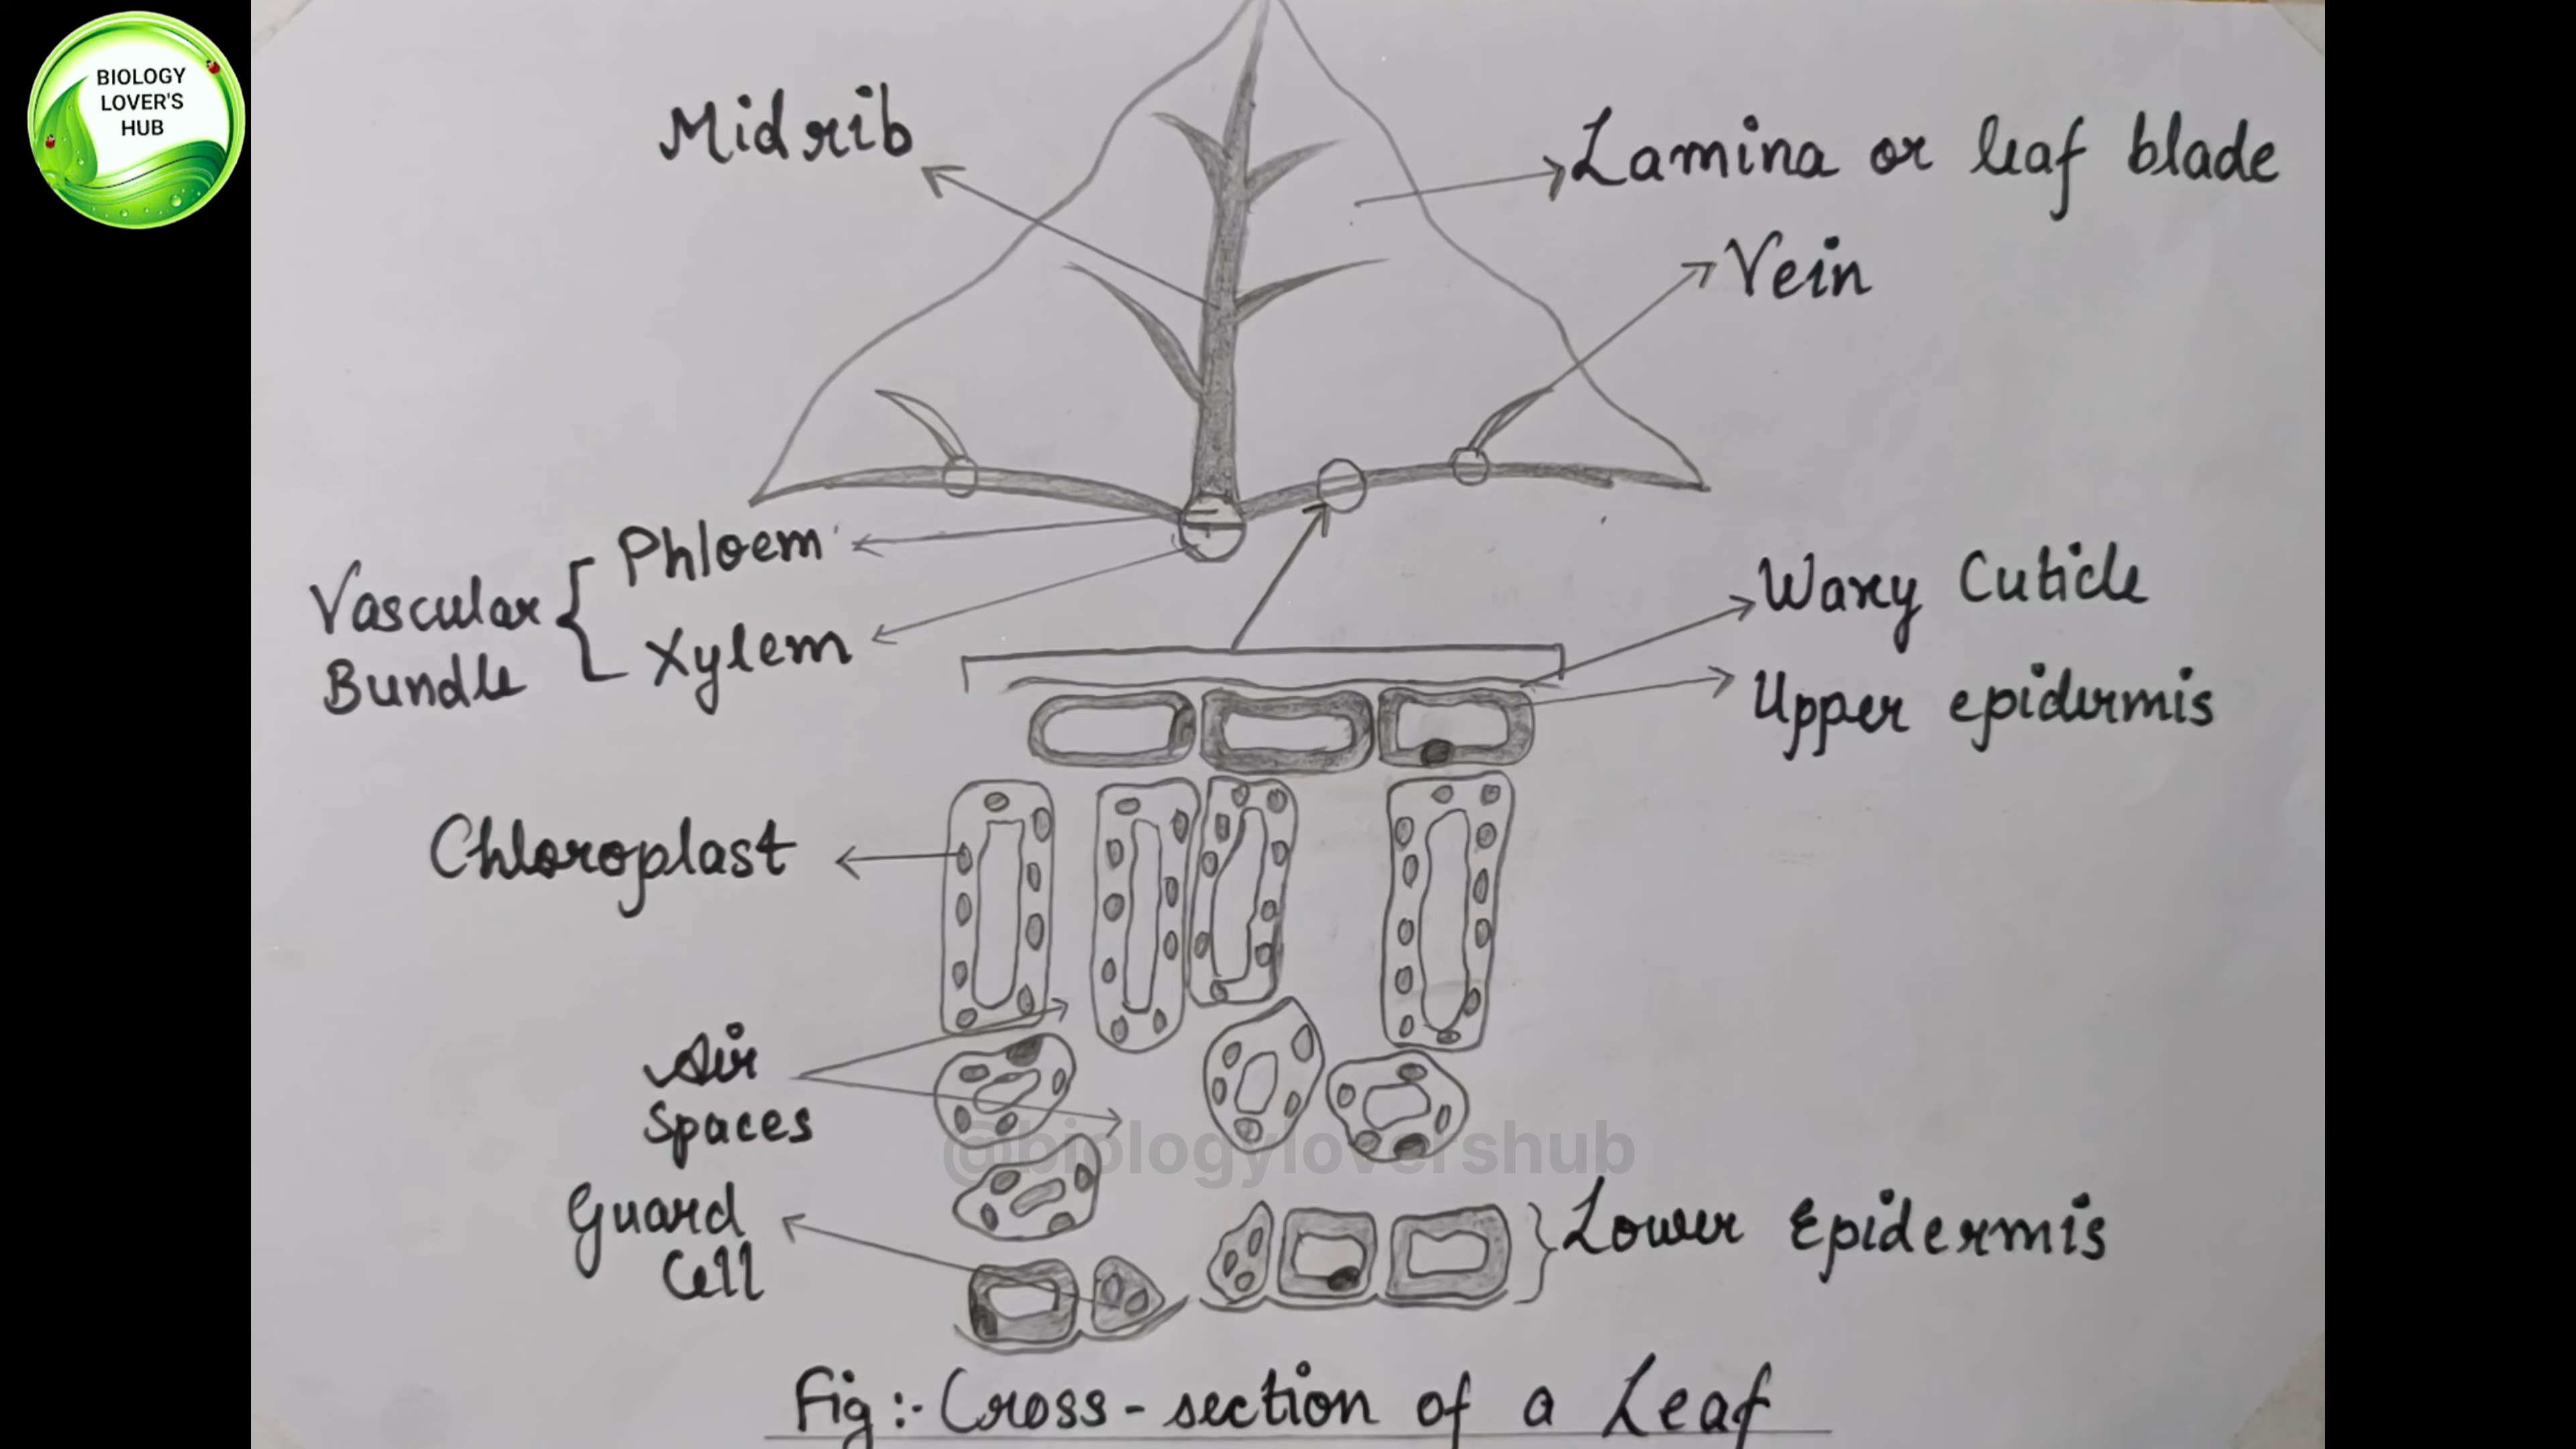 BIOLOGY
LOVER'S
HUB
Midrib
Lamina or leaf blade
Vein
Phloem
Vascular
Bundle
Xylem
Waxy Cuticle
Upper epidermis
Chloroplast
Air
Spaces
@biologylovershub
Guard
Cell
Lower Epidermis
Fig:- Cross-section of a Leaf